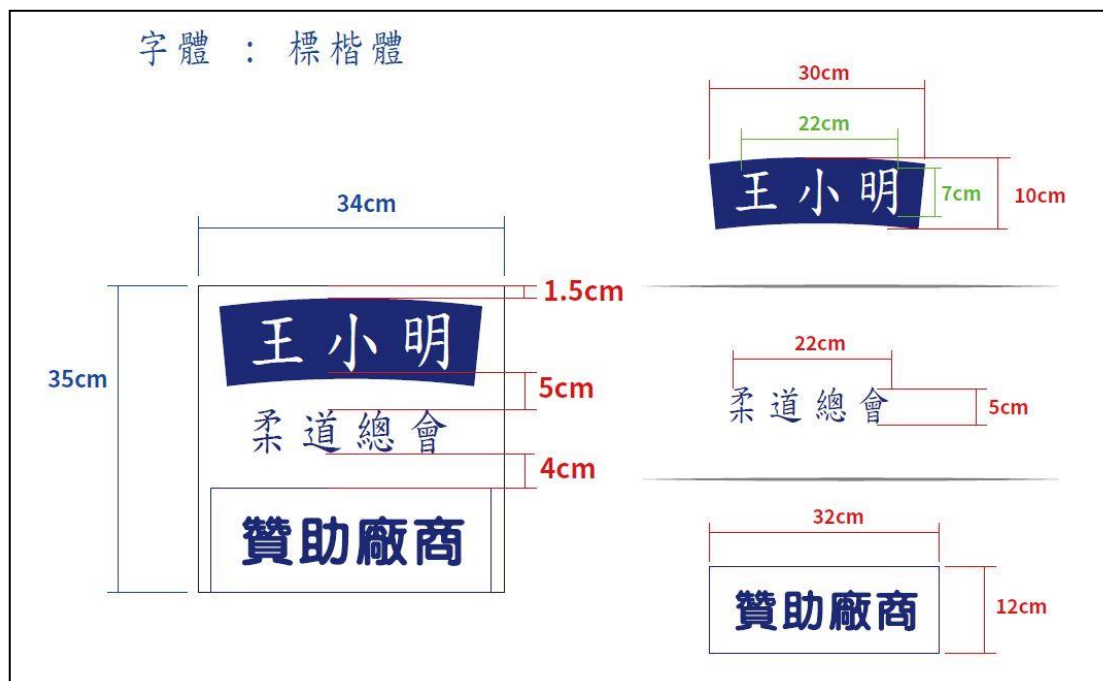 字體 : 標楷體
34cm
35cm
1.5cm
王小明
5cm
柔道總會
4cm
贊助廠商
30cm
22cm
王小明
7cm
10cm
22cm
柔道總會
5cm
32cm
贊助廠商
12cm